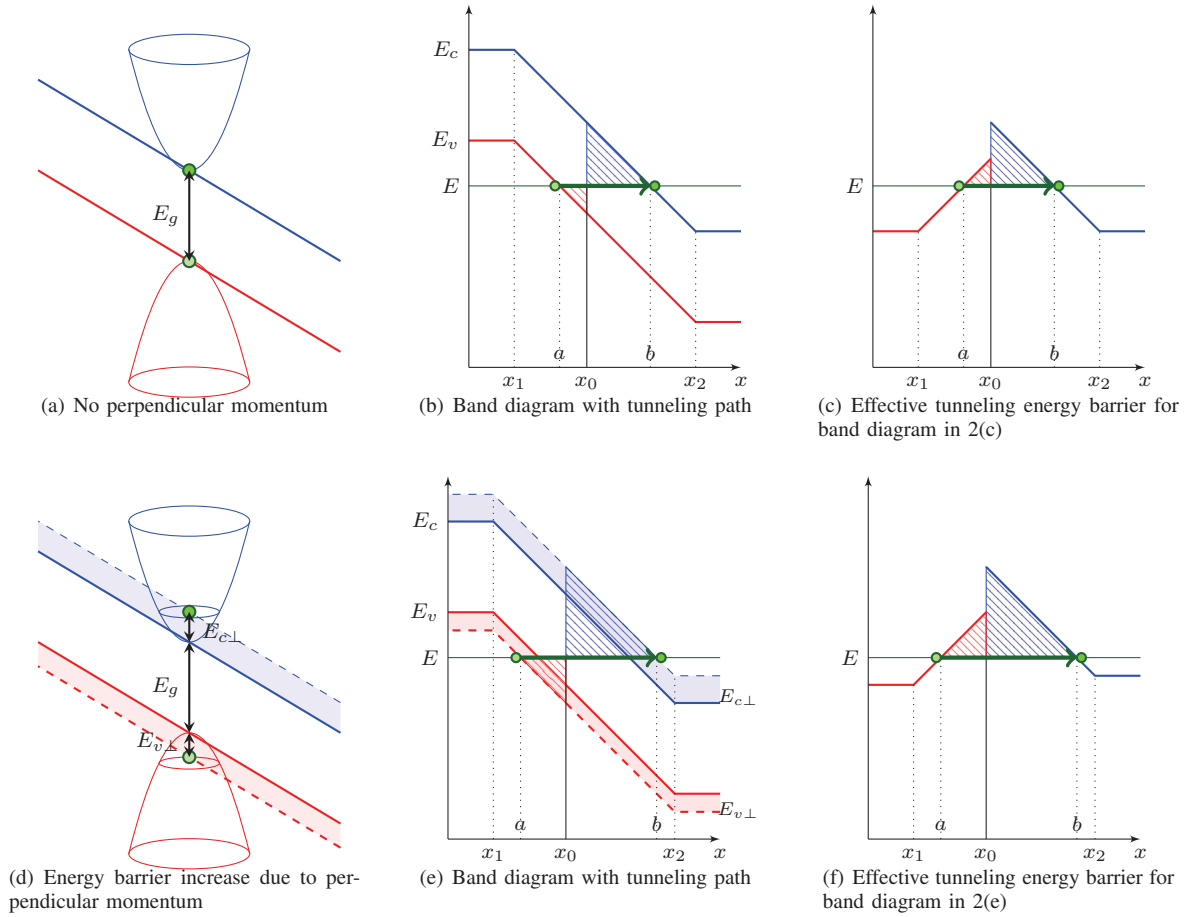 E_g
(a) No perpendicular momentum
E_c
E_v
E
a
b
x_1
x_0
x_2
x
(b) Band diagram with tunneling path
E
a
b
x_1
x_0
x_2
x
(c) Effective tunneling energy barrier for
band diagram in 2(c)
E_{c⊥}
E_g
E_{v⊥}
(d) Energy barrier increase due to per-
pendicular momentum
E_c
E_v
E
E_{c⊥}
E_{v⊥}
a
b
x_1
x_0
x_2
x
(e) Band diagram with tunneling path
E
a
b
x_1
x_0
x_2
x
(f) Effective tunneling energy barrier for
band diagram in 2(e)